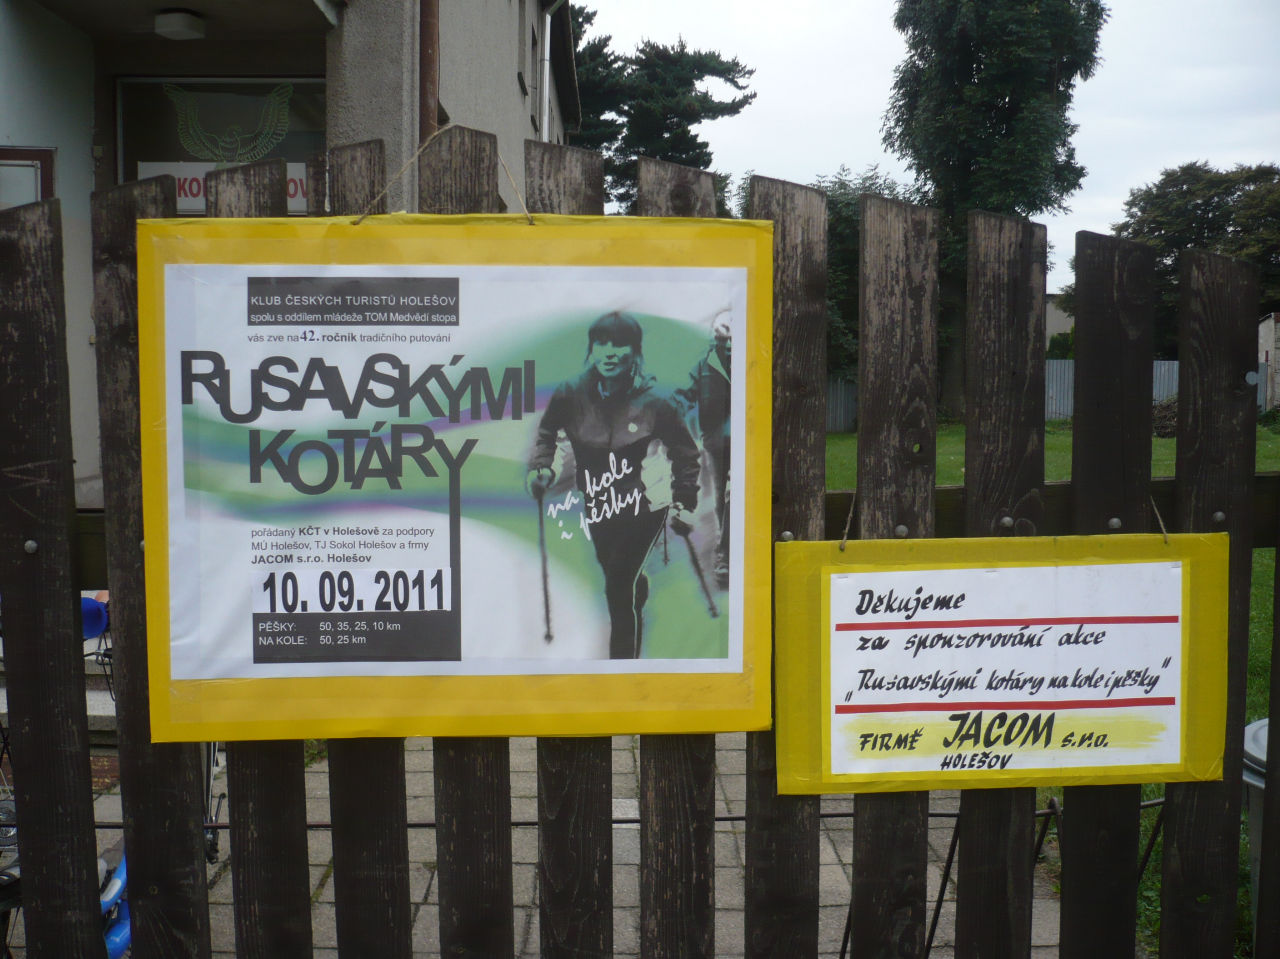 KLUB ČESKÝCH TURISTŮ HOLEŠOV
spolu s oddílem mládeže TOM Medvědí stopa
vás zve na 42. ročník tradičního putování
RUSAVSKÝMI
KOTÁRY
na kole
i pěšky
pořádaný KČT v Holešově za podpory
MÚ Holešov, TJ Sokol Holešov a firmy
JACOM s.r.o. Holešov
10. 09. 2011
PĚŠKY: 50, 35, 25, 10 km
NA KOLE: 50, 25 km
Děkujeme
za sponzorování akce
„Rusavskými kotáry na kole i pěšky"
FIRMĚ JACOM s.r.o.
HOLEŠOV